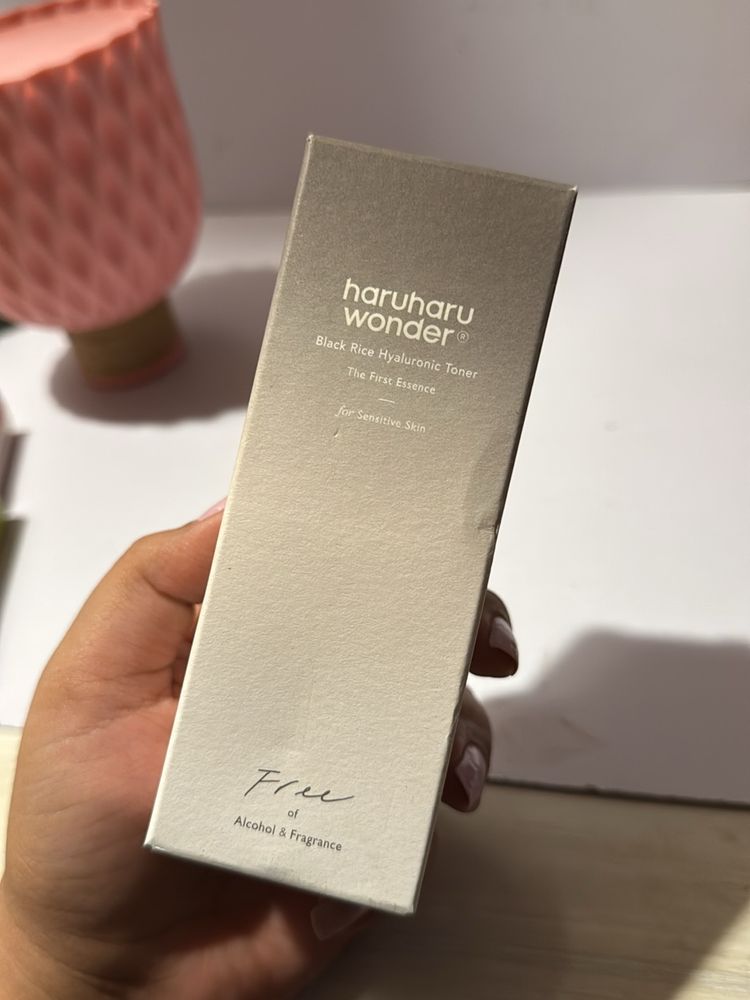 haruharu
wonder®
Black Rice Hyaluronic Toner
The First Essence
for Sensitive Skin
Free
of
Alcohol & Fragrance